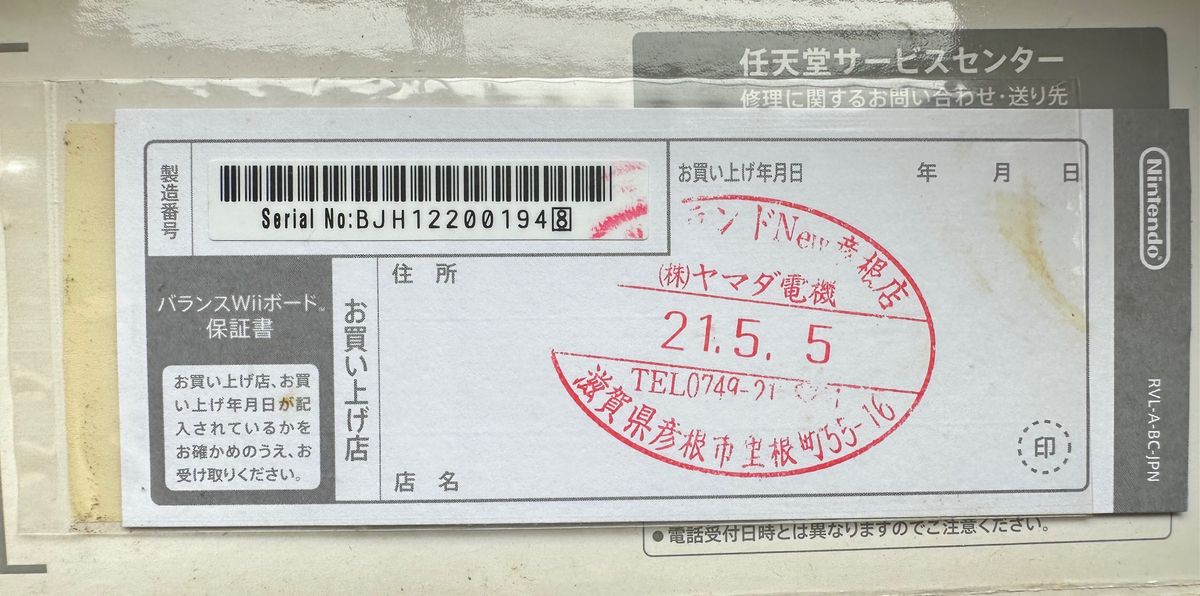 任天堂サービスセンター
修理に関するお問い合わせ・送り先
製造番号
Serial No:BJH122001948
お買い上げ年月日 年 月 日
バランスWiiボード™
保証書
お買い上げ店、お買
い上げ年月日が記
入されているかを
お確かめのうえ、お
受け取りください。
お買い上げ店
住 所
店 名
ランドNew彦根店
(株)ヤマダ電機
21.5.5
TEL0749-21
滋賀県彦根市里根町55-16
印
Nintendo
RVL-A-BC-JPN
●電話受付日時とは異なりますのでご注意ください。